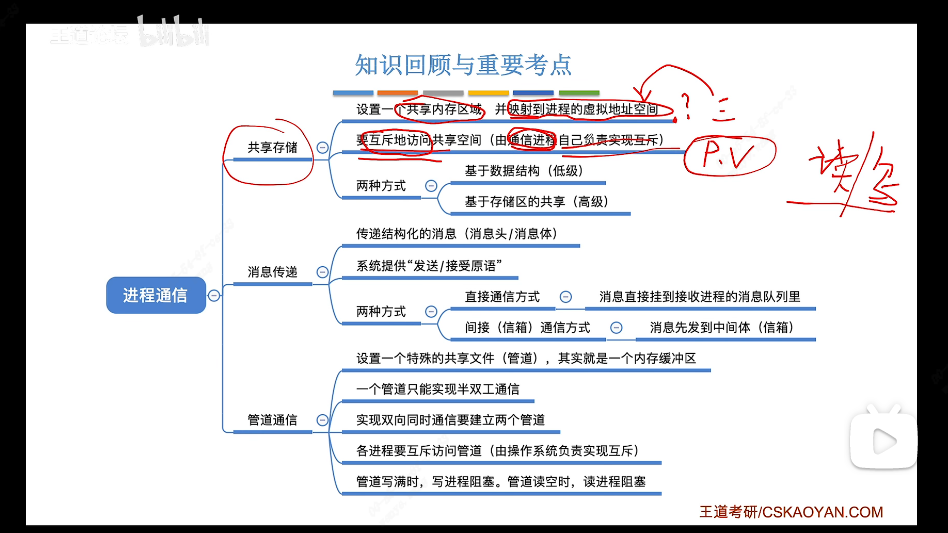 知识回顾与重要考点
设置一个共享内存区域，并映射到进程的虚拟地址空间
?
共享存储
要互斥地访问共享空间（由通信进程自己负责实现互斥）
P.V
读/写
两种方式
基于数据结构（低级）
基于存储区的共享（高级）
进程通信
消息传递
传递结构化的消息（消息头/消息体）
系统提供“发送/接受原语”
两种方式
直接通信方式
消息直接挂到接收进程的消息队列里
间接（信箱）通信方式
消息先发到中间体（信箱）
管道通信
设置一个特殊的共享文件（管道），其实就是一个内存缓冲区
一个管道只能实现半双工通信
实现双向同时通信要建立两个管道
各进程要互斥访问管道（由操作系统负责实现互斥）
管道写满时，写进程阻塞。管道读空时，读进程阻塞
王道考研/CSKAOYAN.COM